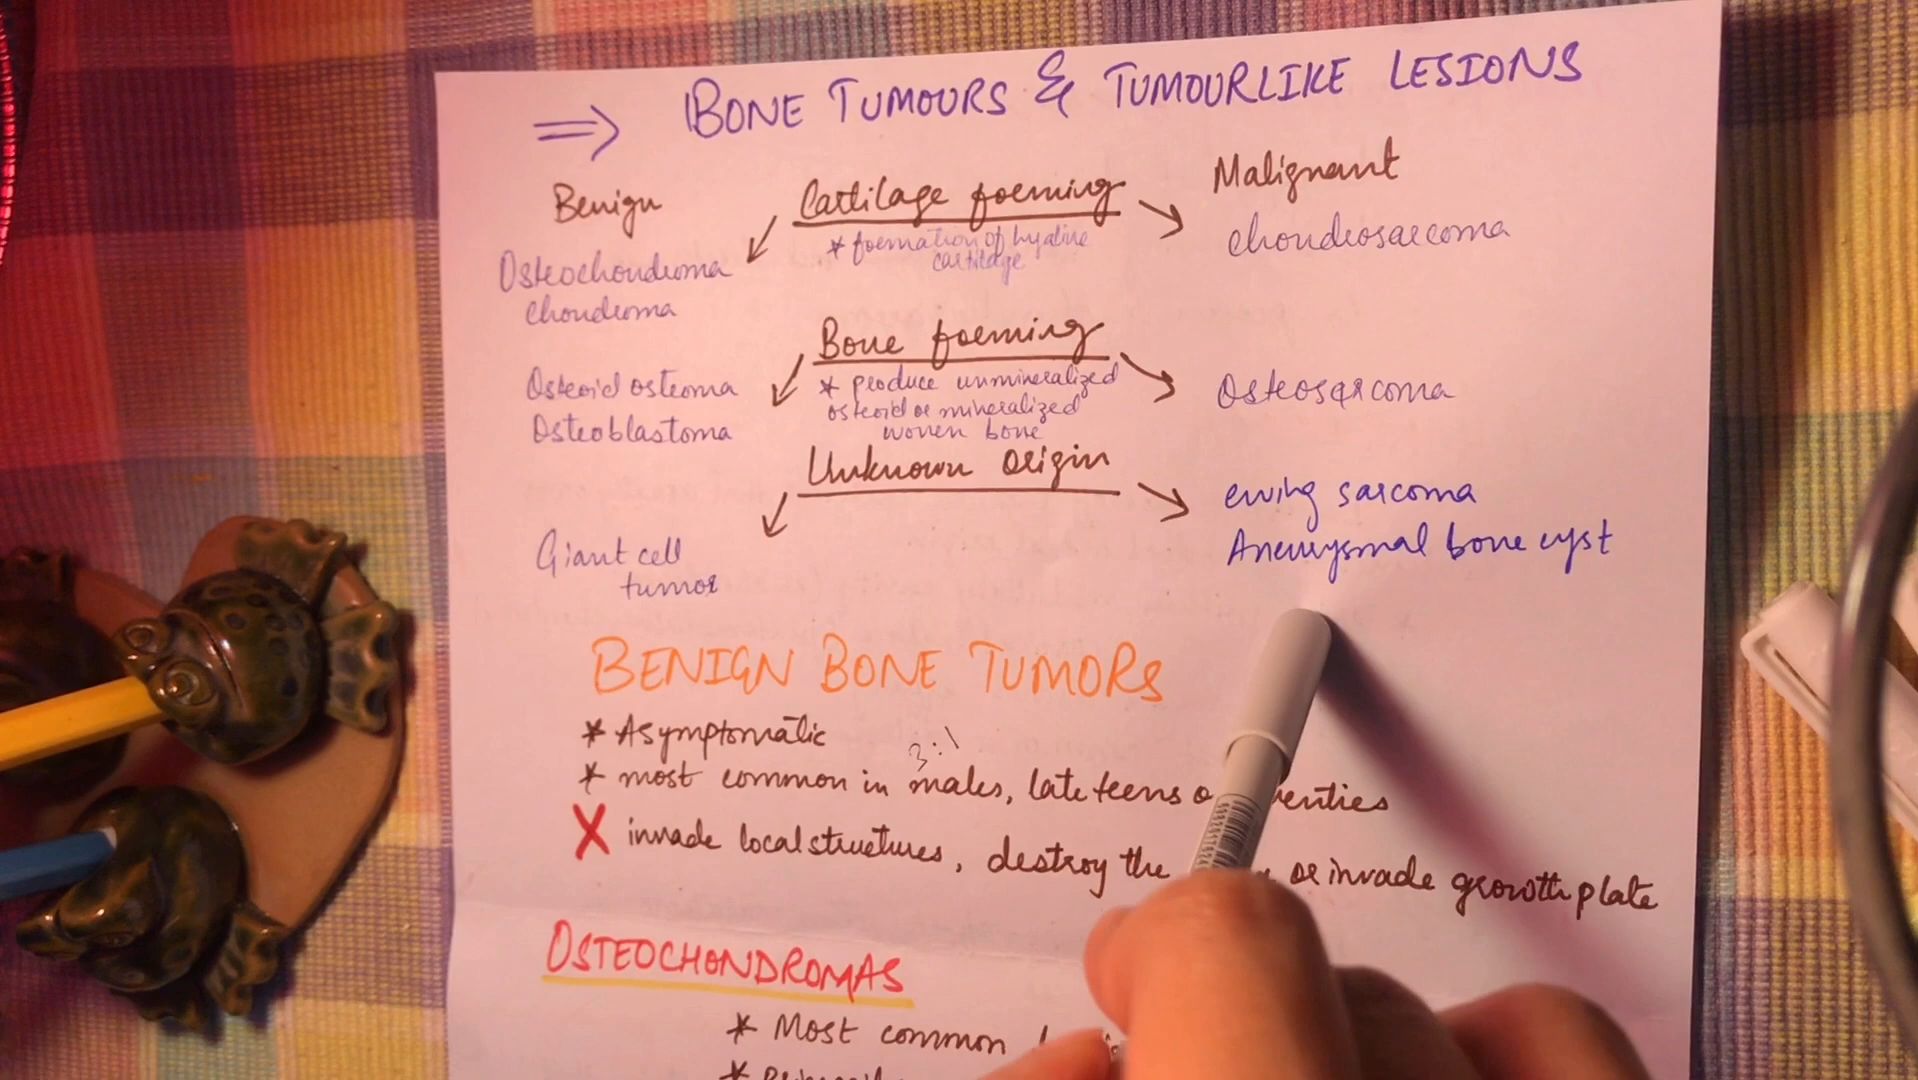 ⇒ BONE TUMOURS & TUMOURLIKE LESIONS
Benign
Cartilage forming
Malignant
* formation of hyaline
cartilage
Osteochondroma
Chondroma
chondrosarcoma
Bone forming
* produce unmineralized
osteoid or mineralized
woven bone
Osteoid osteoma
Osteoblastoma
Osteosarcoma
Unknown origin
Giant cell
tumor
ewing sarcoma
Aneurysmal bone cyst
BENIGN BONE TUMORS
* Asymptomatic
3:1
* most common in males, late teens
X invade local structures, destroy the or invade growth plate
OSTEOCHONDROMAS
* Most common